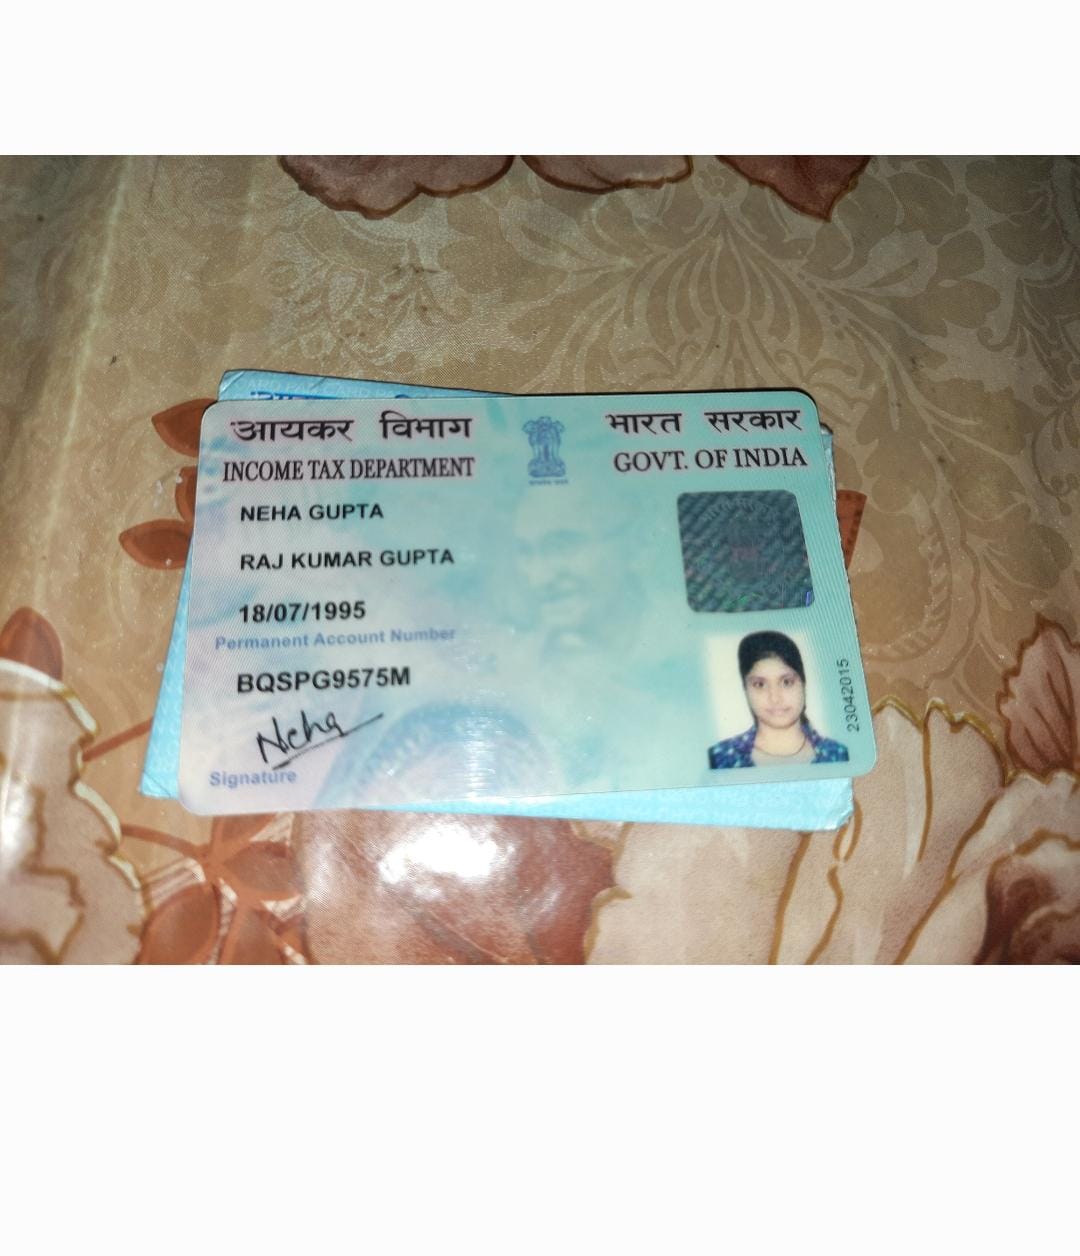 आयकर विभाग
INCOME TAX DEPARTMENT
भारत सरकार
GOVT. OF INDIA
NEHA GUPTA
RAJ KUMAR GUPTA
18/07/1995
Permanent Account Number
BQSPG9575M
Neha
Signature
23042015